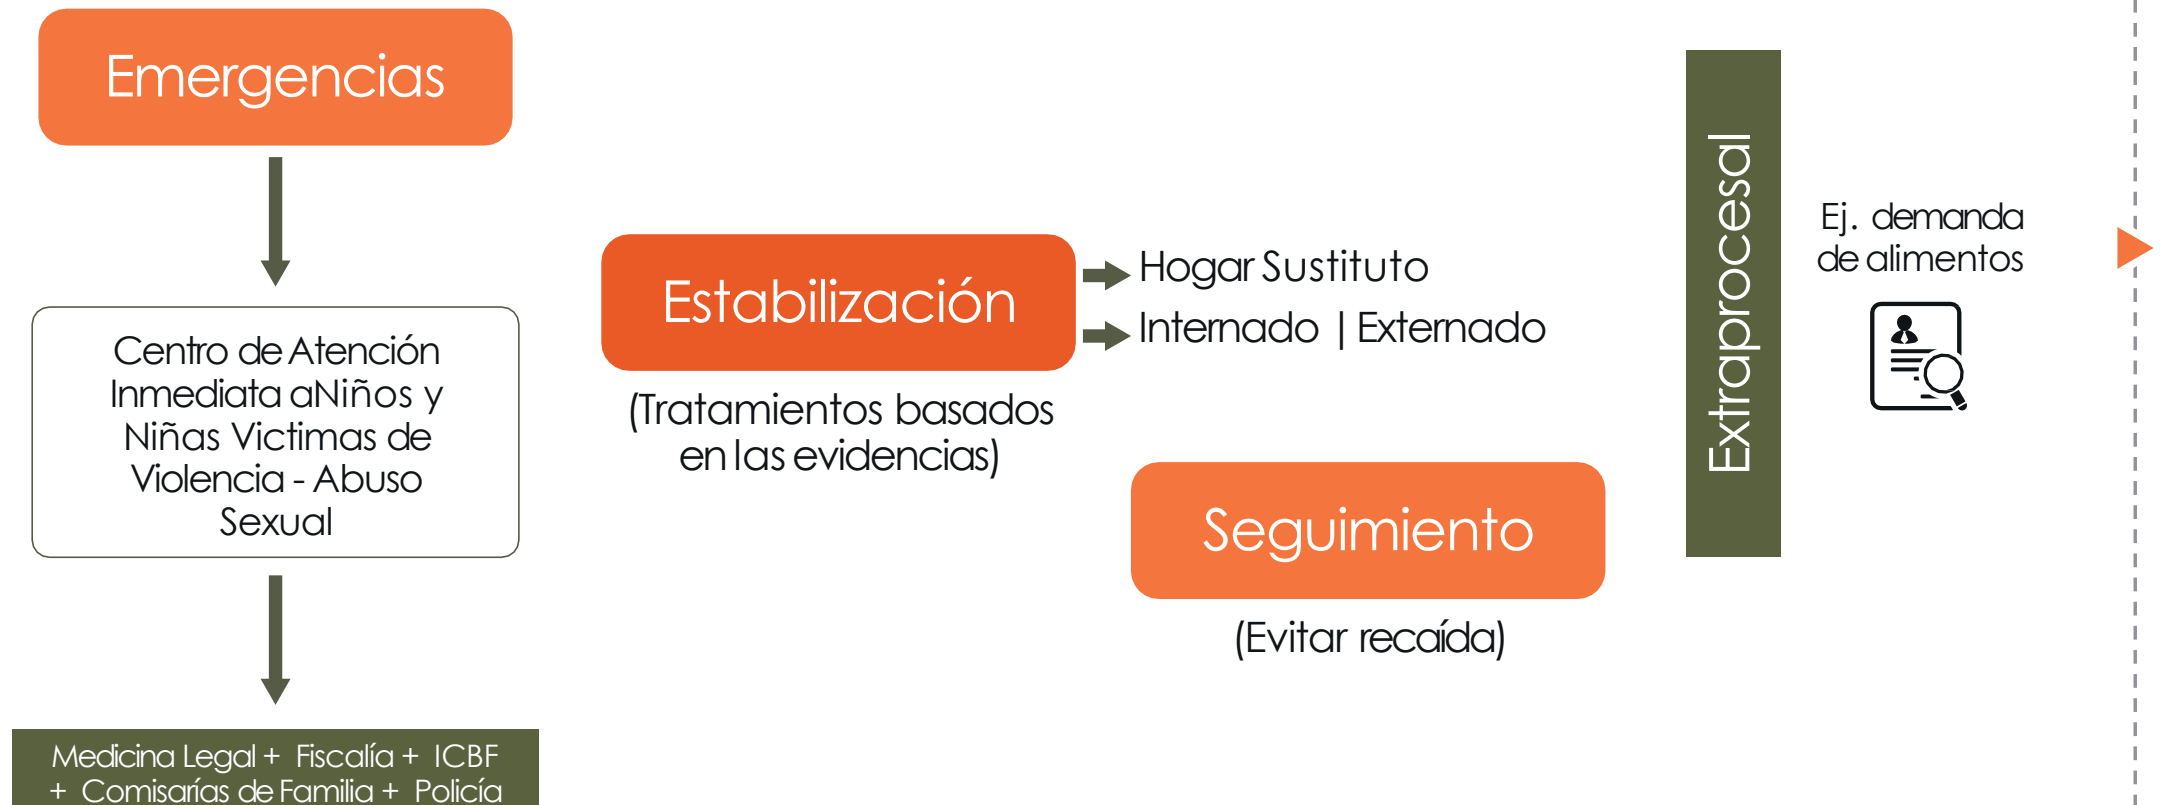 Emergencias
Centro de Atención
Inmediata aNiños y
Niñas Victimas de
Violencia - Abuso
Sexual
Medicina Legal + Fiscalía + ICBF
+ Comisarías de Familia + Policía
Estabilización
(Tratamientos basados
en las evidencias)
Hogar Sustituto
Internado | Externado
Seguimiento
(Evitar recaída)
Extraprocesal
Ej. demanda
de alimentos